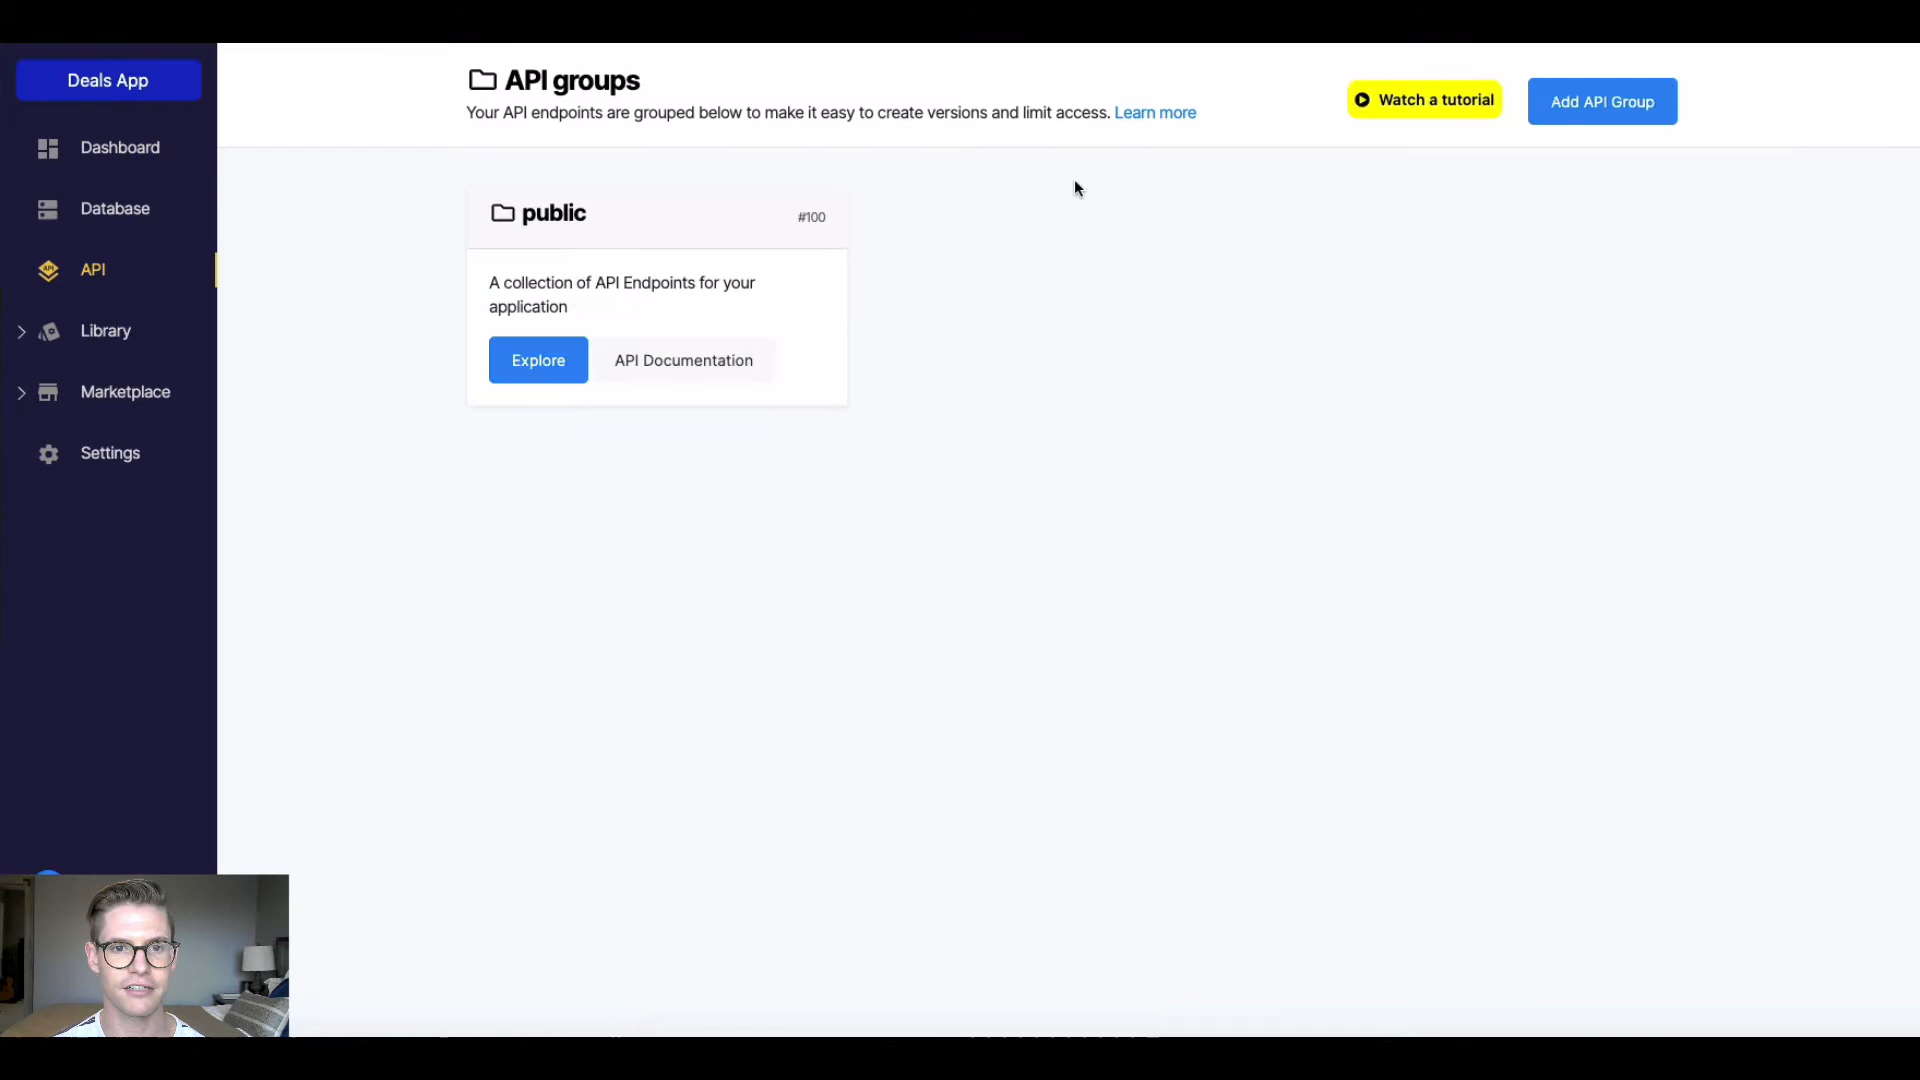 Deals App
Dashboard
Database
API
Library
Marketplace
Settings
API groups
Your API endpoints are grouped below to make it easy to create versions and limit access. Learn more
Watch a tutorial
Add API Group
public
#100
A collection of API Endpoints for your
application
Explore
API Documentation